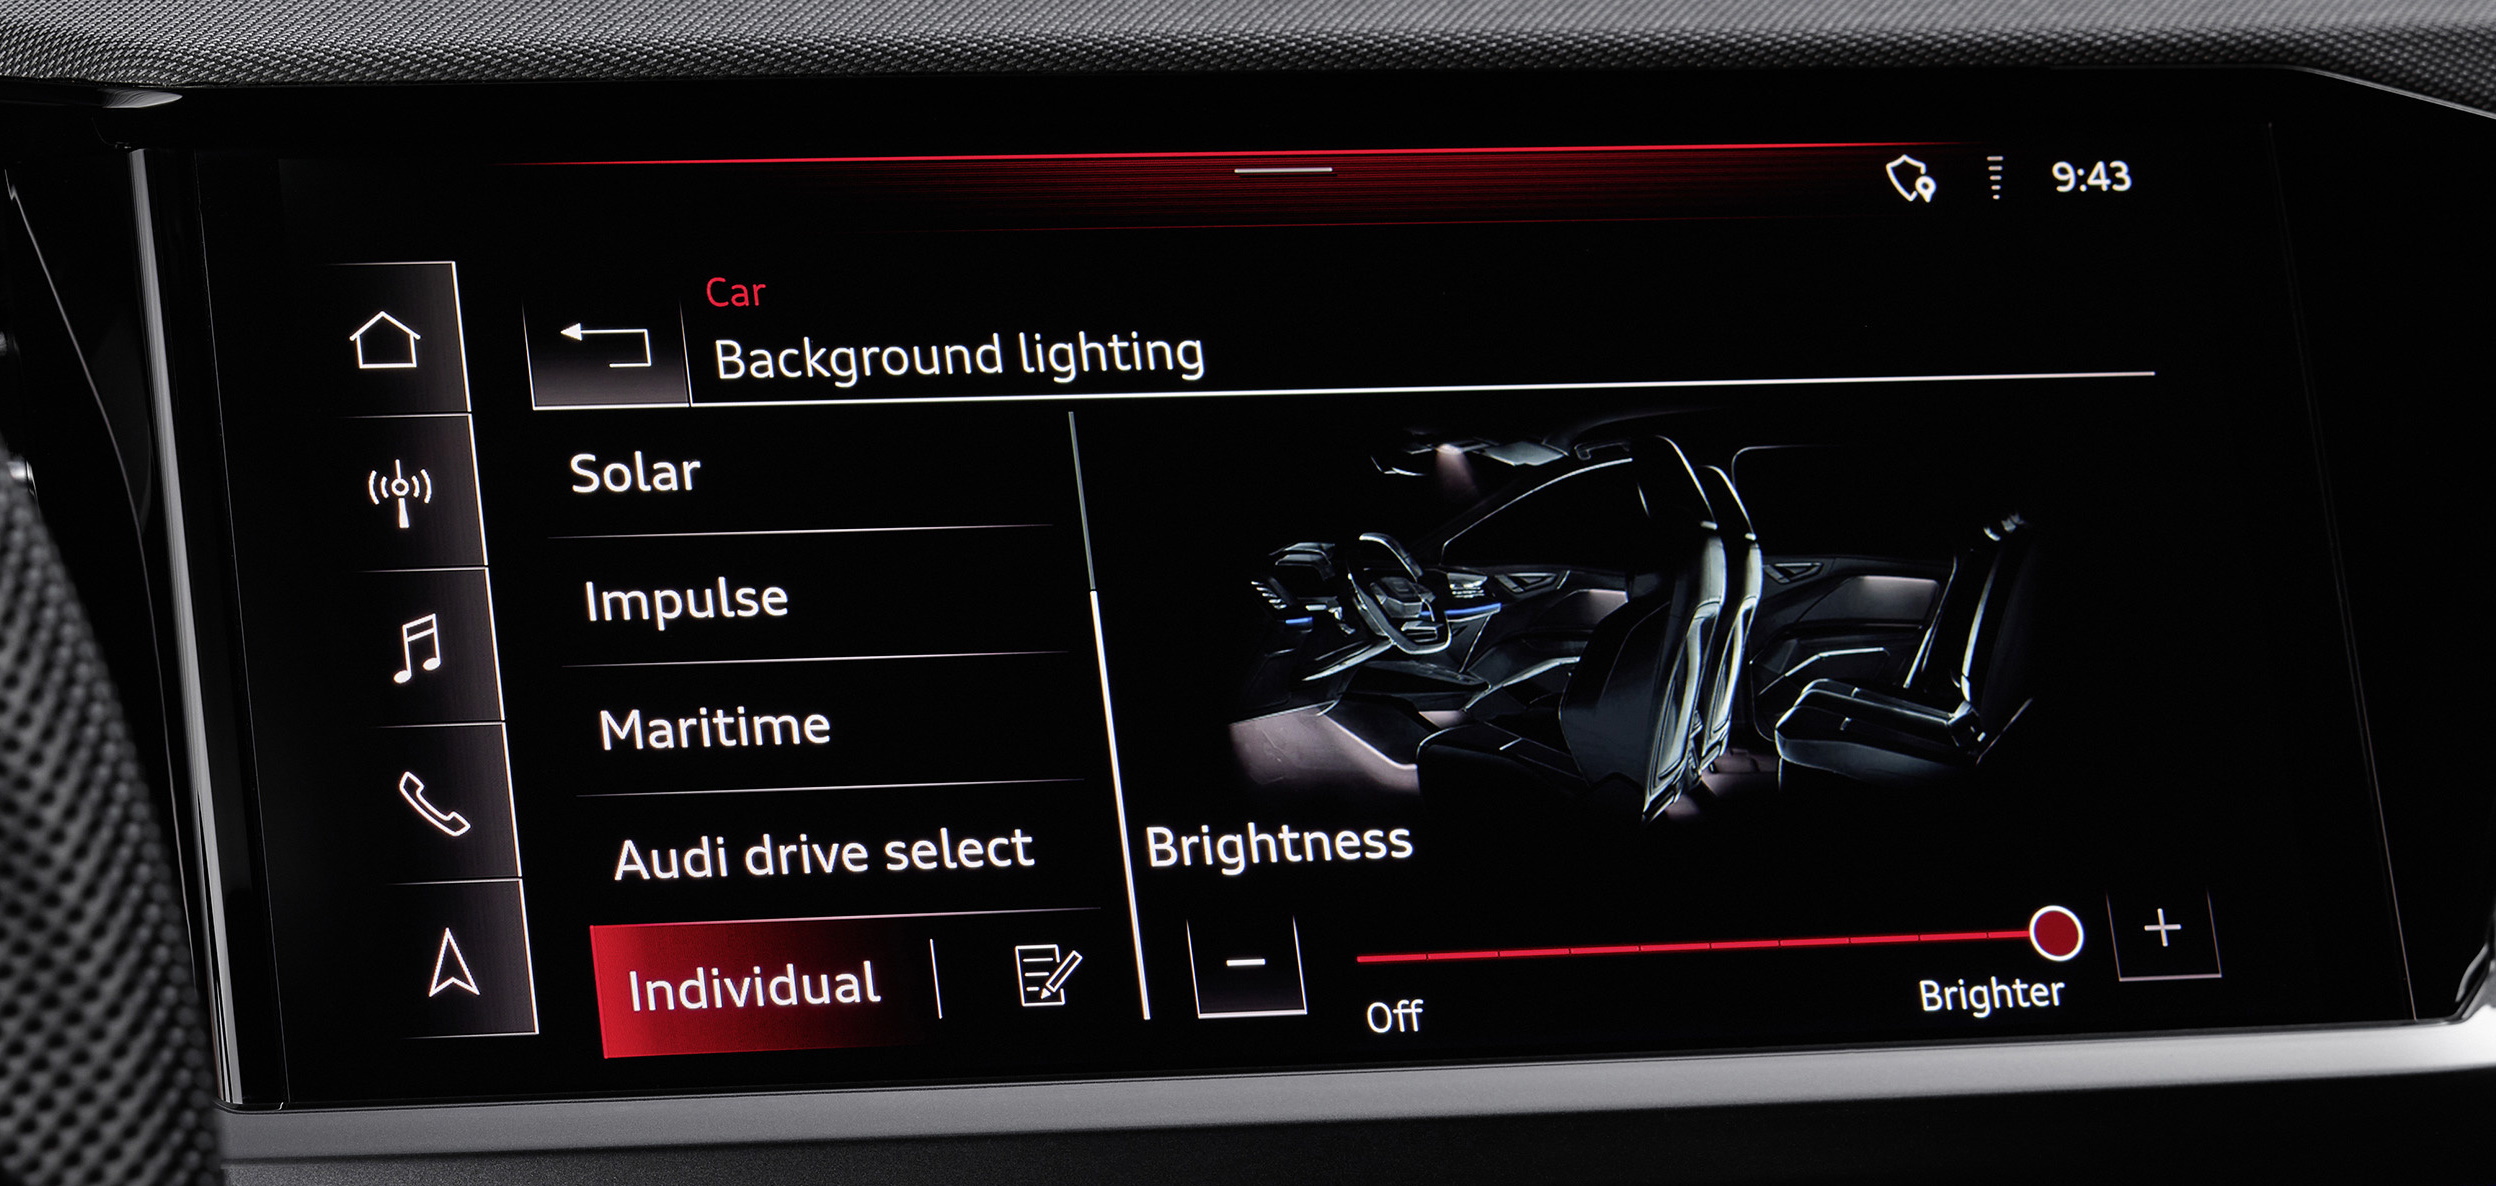 9:43
Car
Background lighting
Solar
Impulse
Maritime
Audi drive select
Individual
Brightness
Off
Brighter